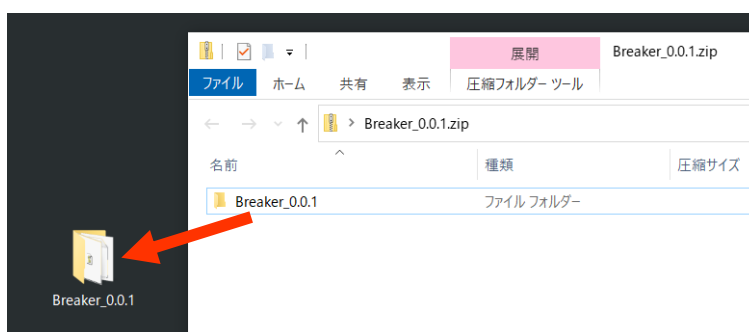 展開 Breaker_0.0.1.zip
ファイル ホーム 共有 表示 圧縮フォルダー ツール
Breaker_0.0.1.zip
名前 種類 圧縮サイズ
Breaker_0.0.1 ファイル フォルダー
Breaker_0.0.1